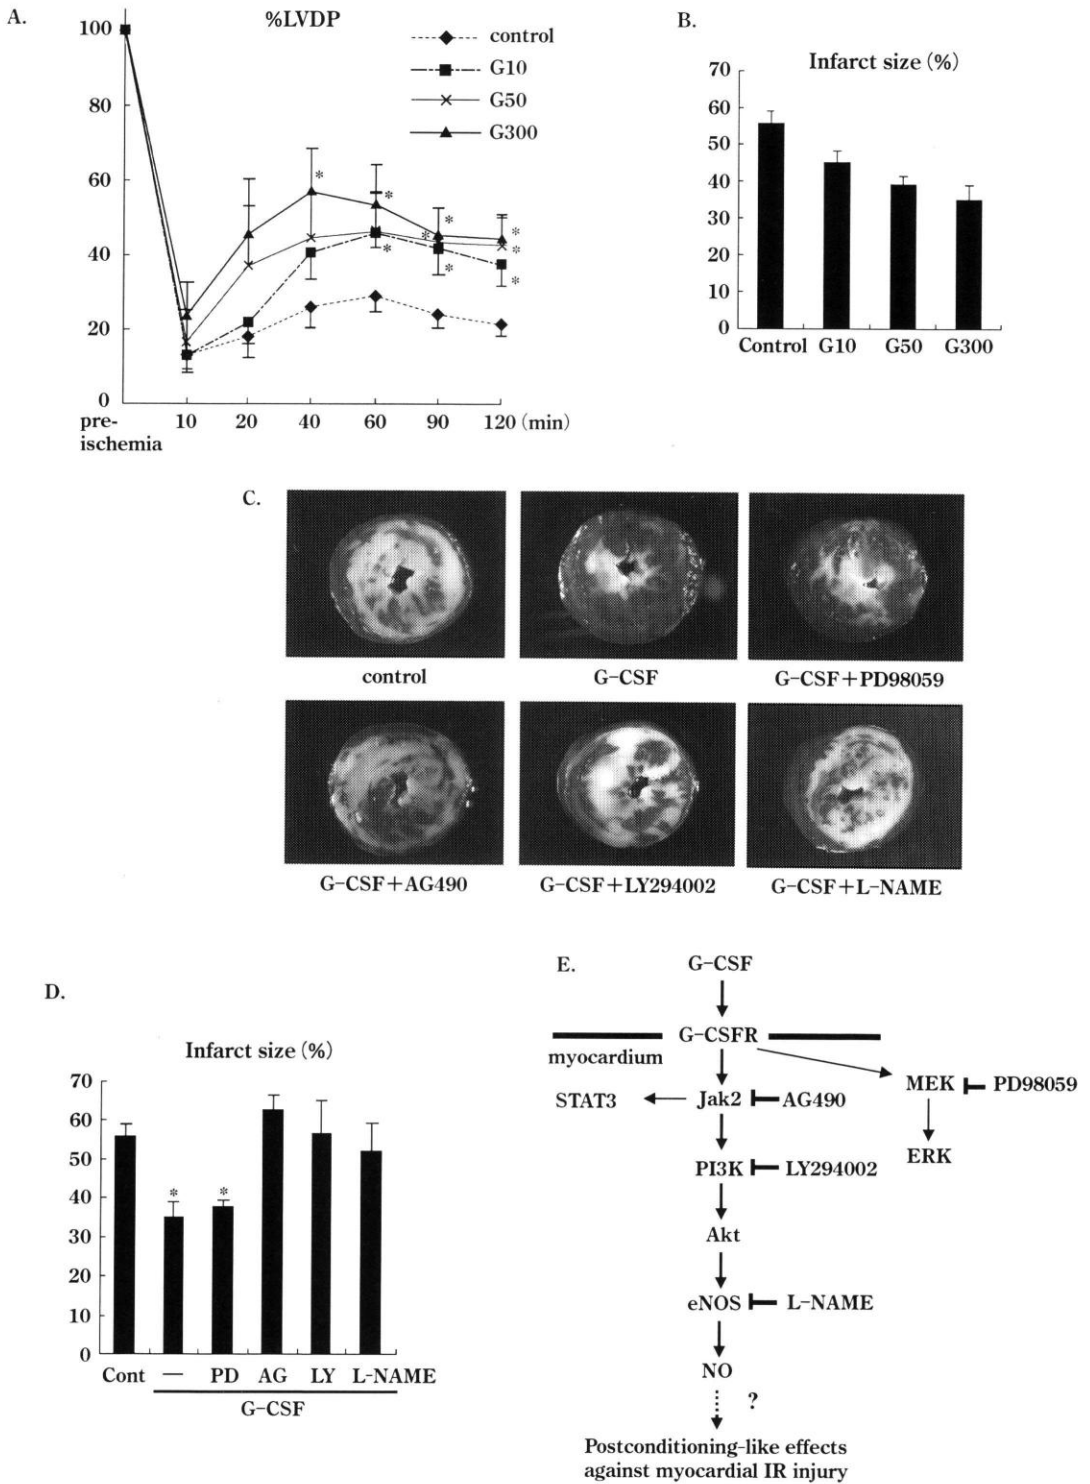 A.
%LVDP
100
80
60
40
20
0
control
G10
G50
G300
*
*
*
*
*
*
*
*
*
pre-
ischemia
10
20
40
60
90
120 (min)
B.
Infarct size (%)
70
60
50
40
30
20
10
0
Control G10 G50 G300
C.
control
G-CSF
G-CSF+PD98059
G-CSF+AG490
G-CSF+LY294002
G-CSF+L-NAME
D.
Infarct size (%)
70
60
50
40
30
20
10
0
*
*
Cont — PD AG LY L-NAME
G-CSF
E.
G-CSF
G-CSFR
myocardium
STAT3
Jak2
AG490
MEK
PD98059
ERK
PI3K
LY294002
Akt
eNOS
L-NAME
NO
?
Postconditioning-like effects
against myocardial IR injury